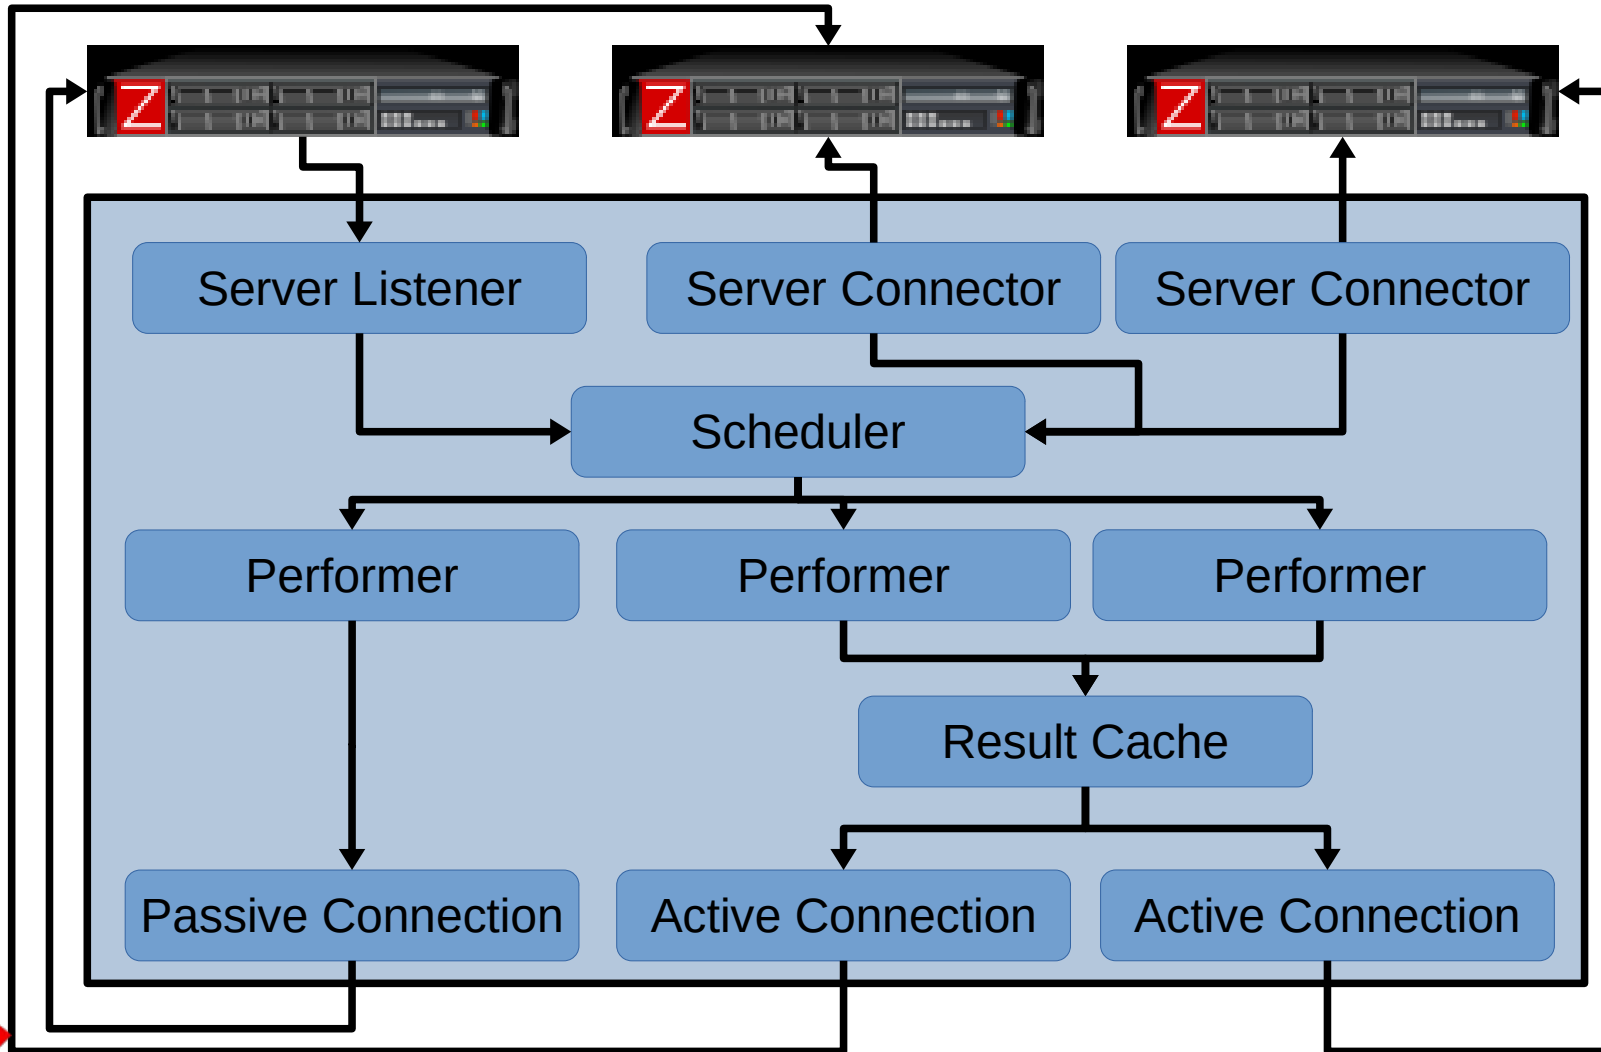 Z
Z
Z
Server Listener
Server Connector
Server Connector
Scheduler
Performer
Performer
Performer
Result Cache
Passive Connection
Active Connection
Active Connection